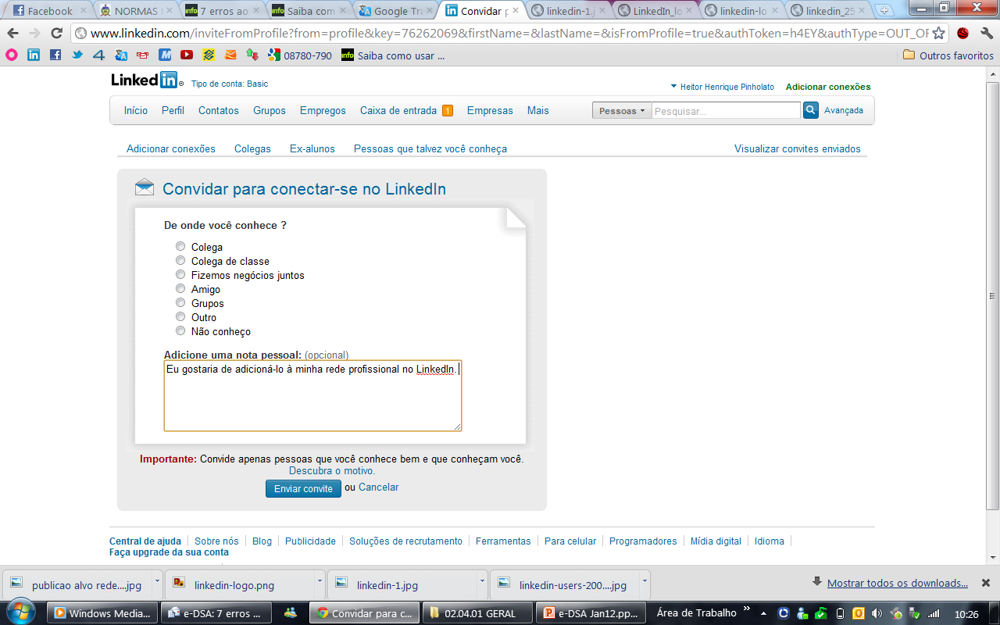 Facebook
NORMAS
7 erros ao
Saiba com
Google Tra
Convidar p
linkedin-1.j
LinkedIn_lo
linkedin-lo
linkedin_25
www.linkedin.com/inviteFromProfile?from=profile&key=76262069&firstName=&lastName=&isFromProfile=true&authToken=h4EY&authType=OUT_OF
08780-790
info Saiba como usar ...
Outros favoritos
Linked in
Tipo de conta: Basic
Heitor Henrique Pinholato
Adicionar conexões
Início Perfil Contatos Grupos Empregos Caixa de entrada 1 Empresas Mais
Pessoas Pesquisar... Avançada
Adicionar conexões Colegas Ex-alunos Pessoas que talvez você conheça Visualizar convites enviados
Convidar para conectar-se no LinkedIn
De onde você conhece ?
Colega
Colega de classe
Fizemos negócios juntos
Amigo
Grupos
Outro
Não conheço
Adicione uma nota pessoal: (opcional)
Eu gostaria de adicioná-lo à minha rede profissional no LinkedIn.
Importante: Convide apenas pessoas que você conhece bem e que conheçam você.
Descubra o motivo.
Enviar convite ou Cancelar
Central de ajuda Sobre nós Blog Publicidade Soluções de recrutamento Ferramentas Para celular Programadores Mídia digital Idioma
Faça upgrade da sua conta
publicao alvo rede....jpg
linkedin-logo.png
linkedin-1.jpg
linkedin-users-200....jpg
Mostrar todos os downloads...
Windows Media...
e-DSA: 7 erros ...
Convidar para c...
02.04.01 GERAL
e-DSA Jan12.pp...
Área de Trabalho
10:26